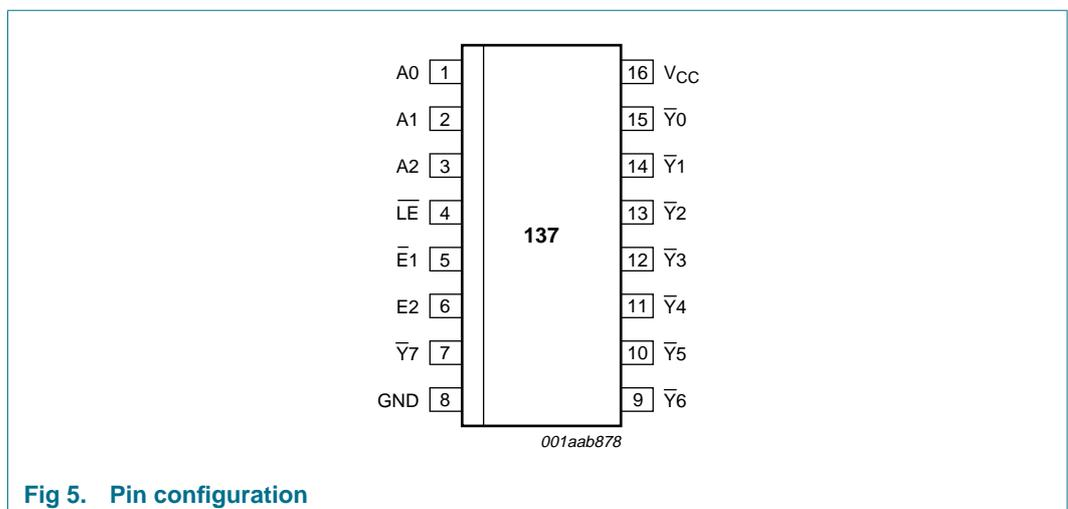 A0 1 16 VCC
A1 2 15 Y̅0
A2 3 14 Y̅1
L̅E̅ 4 13 Y̅2
137
E̅1 5 12 Y̅3
E2 6 11 Y̅4
Y̅7 7 10 Y̅5
GND 8 9 Y̅6
001aab878
Fig 5. Pin configuration